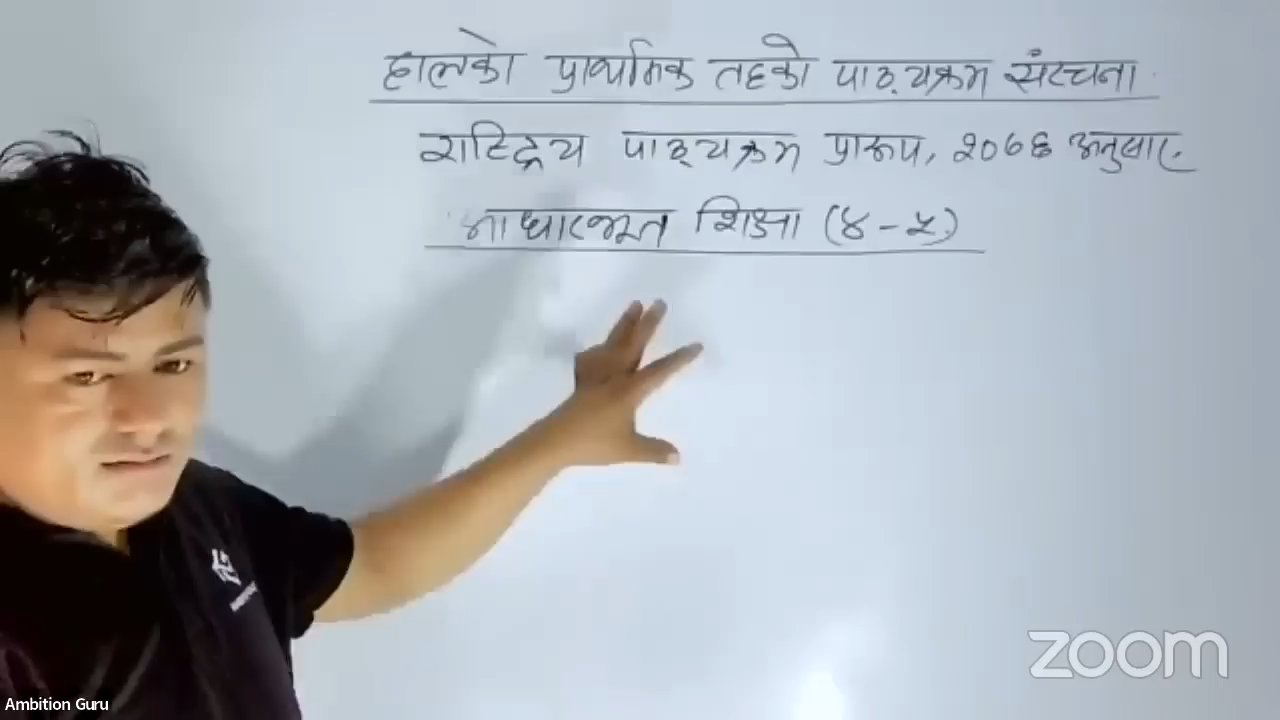 हालको प्राथमिक तहको पाठ्यक्रम संरचना
राष्ट्रिय पाठ्यक्रम प्रारूप, २०७६ अनुसार.
आधारभूत शिक्षा (४-५)
zoom
Ambition Guru